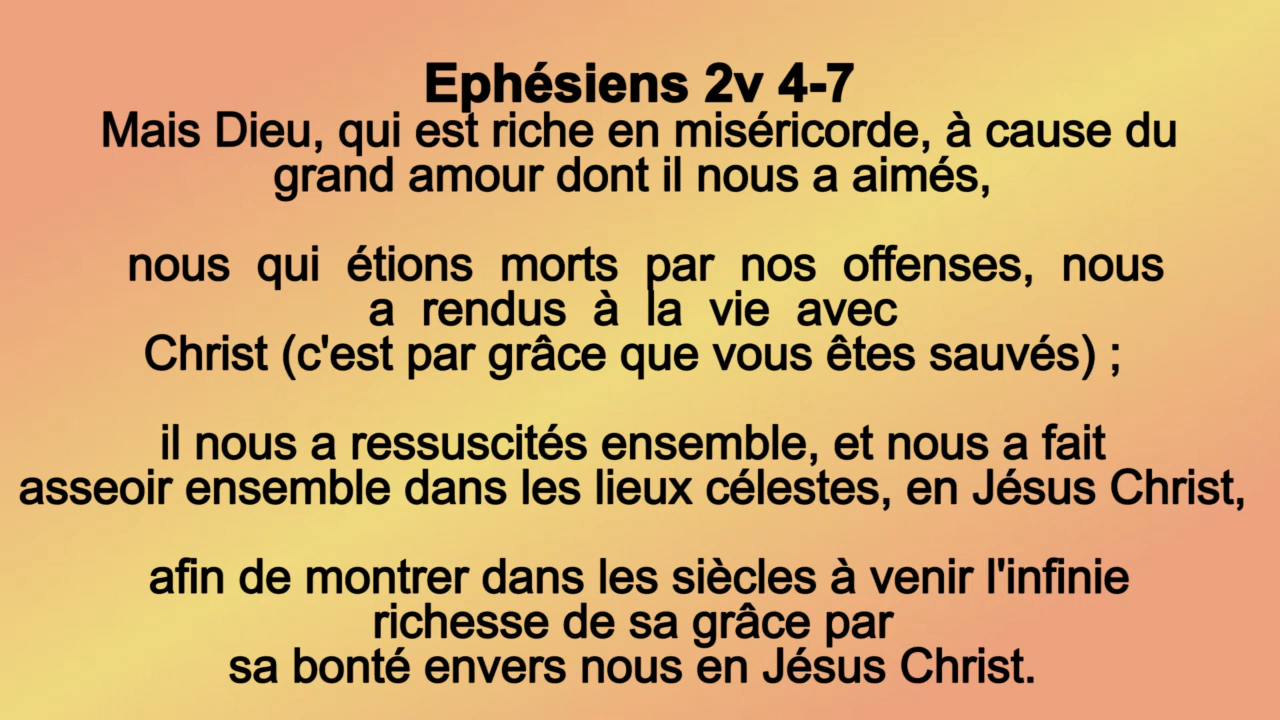 Ephésiens 2v 4-7
Mais Dieu, qui est riche en miséricorde, à cause du
grand amour dont il nous a aimés,
nous qui étions morts par nos offenses, nous
a rendus à la vie avec
Christ (c'est par grâce que vous êtes sauvés) ;
il nous a ressuscités ensemble, et nous a fait
asseoir ensemble dans les lieux célestes, en Jésus Christ,
afin de montrer dans les siècles à venir l'infinie
richesse de sa grâce par
sa bonté envers nous en Jésus Christ.